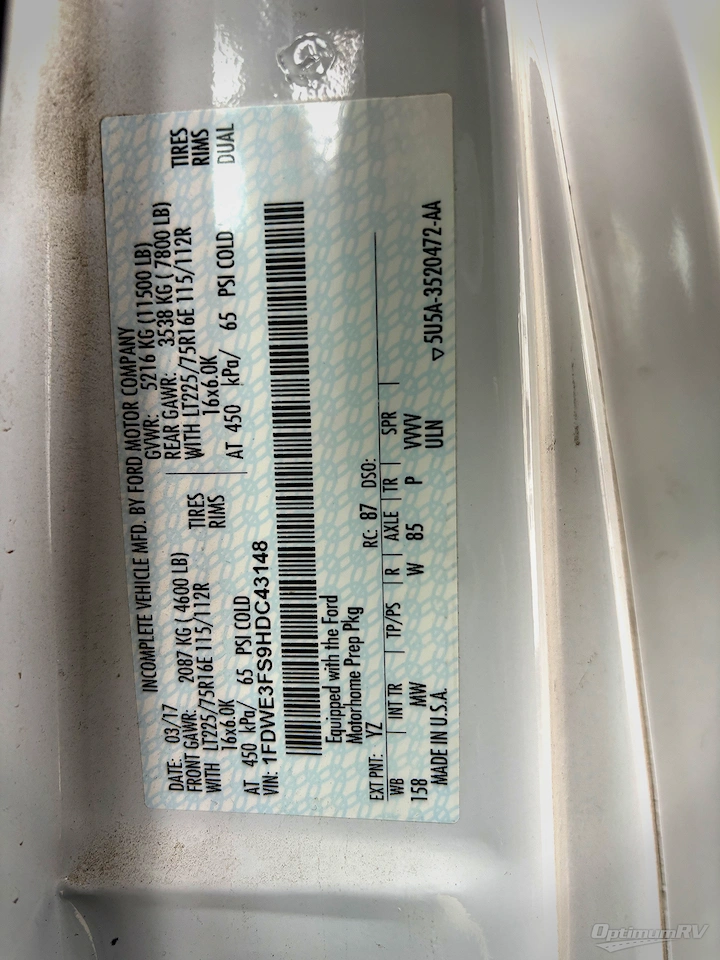 INCOMPLETE VEHICLE MFD. BY FORD MOTOR COMPANY
DATE: 03/17 GVWR: 5216 KG (11500 LB)
FRONT GAWR: 2087 KG ( 4600 LB) REAR GAWR: 3538 KG ( 7800 LB)
WITH LT225/75R16E 115/112R TIRES WITH LT225/75R16E 115/112R TIRES
16x6.0K RIMS 16x6.0K RIMS
AT 450 kPa/ 65 PSI COLD AT 450 kPa/ 65 PSI COLD DUAL
VIN: 1FDWE3FS9HDC43148
Equipped with the Ford
Motorhome Prep Pkg
EXT PNT: YZ RC: 87 DSO:
WB INT TR TP/PS R AXLE TR SPR
158 MW W 85 P VVVV
MADE IN U.S.A. ULN
▽ 5U5A-3520472-AA
OptimumRV